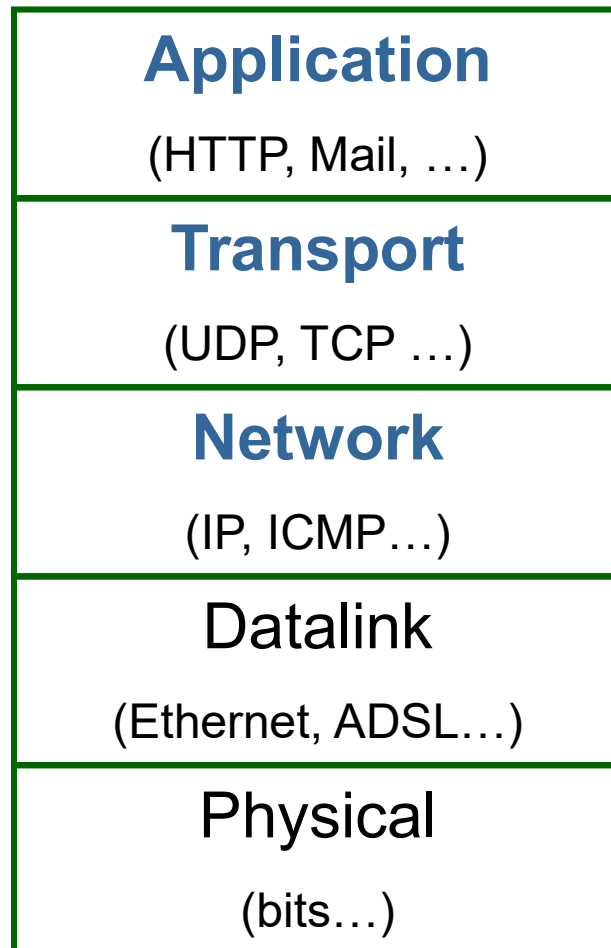 Application
(HTTP, Mail, …)
Transport
(UDP, TCP …)
Network
(IP, ICMP…)
Datalink
(Ethernet, ADSL…)
Physical
(bits…)